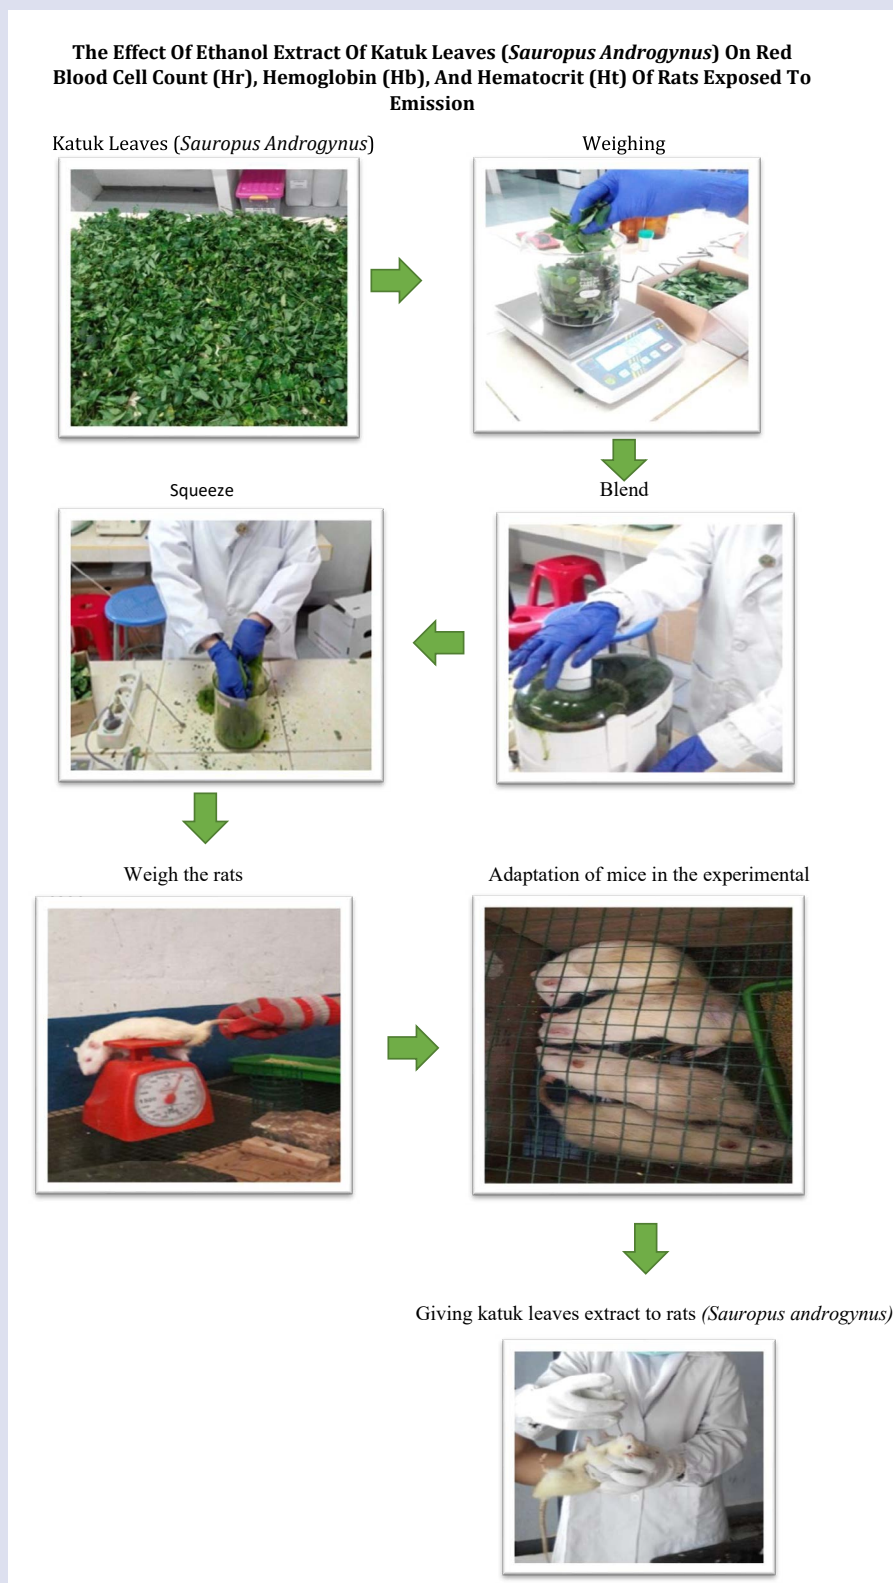 The Effect Of Ethanol Extract Of Katuk Leaves (Sauropus Androgynus) On Red
Blood Cell Count (Hr), Hemoglobin (Hb), And Hematocrit (Ht) Of Rats Exposed To
Emission
Katuk Leaves (Sauropus Androgynus)
Weighing
Squeeze
Blend
Weigh the rats
Adaptation of mice in the experimental
Giving katuk leaves extract to rats (Sauropus androgynus)